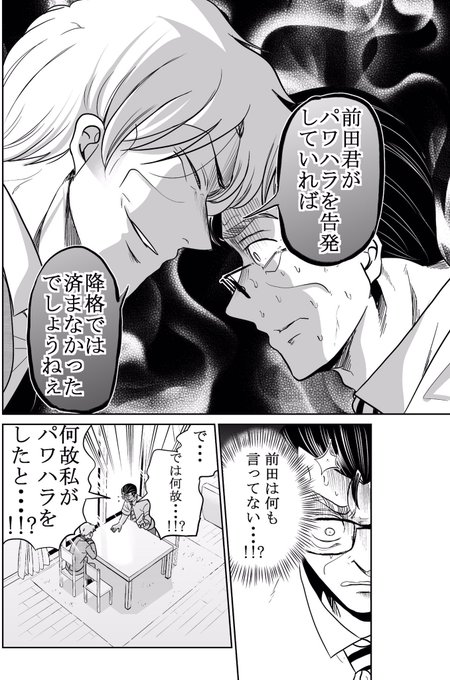 前田君が
パワハラを告発
していれば
降格では
済まなかった
でしょうねぇ
前田は何も
言ってない・・・!!?
で・・・
では何故・・・!!?
何故私が
パワハラを
したと・・・!!!?